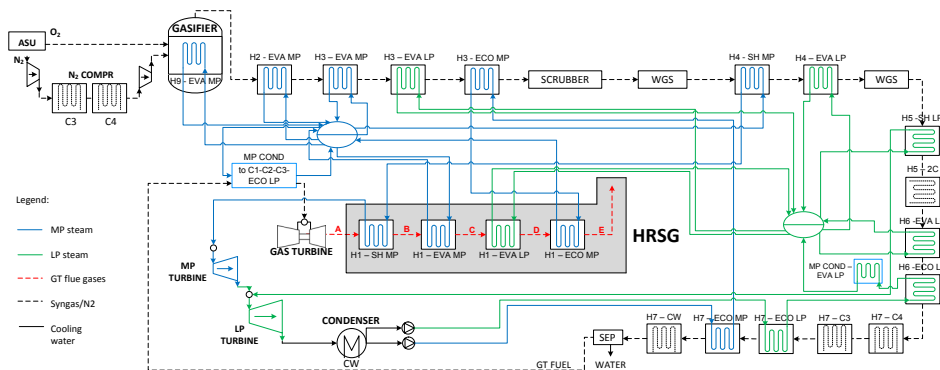 ASU
O₂
N₂
N₂ COMPR
C3
C4
GASIFIER
H9 - EVA MP
H2 - EVA MP
H3 – EVA MP
H3 – EVA LP
H3 - ECO MP
SCRUBBER
WGS
H4 - SH MP
H4 – EVA LP
WGS
H5 -SH LP
H5 – 2C
H6 -EVA L
H6 -ECO L
MP COND –
EVA LP
MP COND
to C1-C2-C3-
ECO LP
Legend:
MP steam
LP steam
GT flue gases
Syngas/N2
Cooling
water
GAS TURBINE
A
B
C
D
E
H1 – SH MP
H1 – EVA MP
H1 – EVA LP
H1 – ECO MP
HRSG
MP
TURBINE
LP
TURBINE
CONDENSER
CW
GT FUEL
SEP
WATER
H7 – CW
H7 – ECO MP
H7 – ECO LP
H7 – C3
H7 – C4